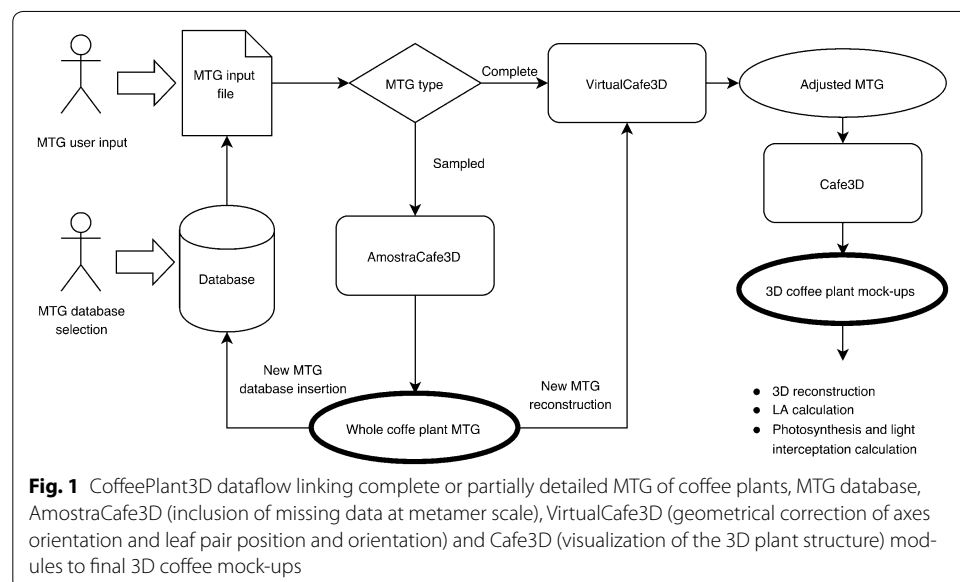 MTG user input
MTG input
file
MTG type
Complete
VirtualCafe3D
Adjusted MTG
Sampled
Cafe3D
MTG database
selection
Database
AmostraCafe3D
3D coffee plant mock-ups
New MTG
database insertion
Whole coffe plant MTG
New MTG
reconstruction
● 3D reconstruction
● LA calculation
● Photosynthesis and light
interceptation calculation
Fig. 1 CoffeePlant3D dataflow linking complete or partially detailed MTG of coffee plants, MTG database,
AmostraCafe3D (inclusion of missing data at metamer scale), VirtualCafe3D (geometrical correction of axes
orientation and leaf pair position and orientation) and Cafe3D (visualization of the 3D plant structure) mod-
ules to final 3D coffee mock-ups